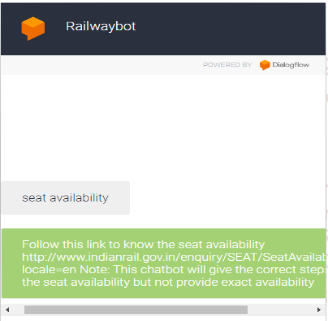 Railwaybot
POWERED BY Dialogflow
seat availability
Follow this link to know the seat availability
http://www.indianrail.gov.in/enquiry/SEAT/SeatAvailab
locale=en Note: This chatbot will give the correct step
the seat availability but not provide exact availability